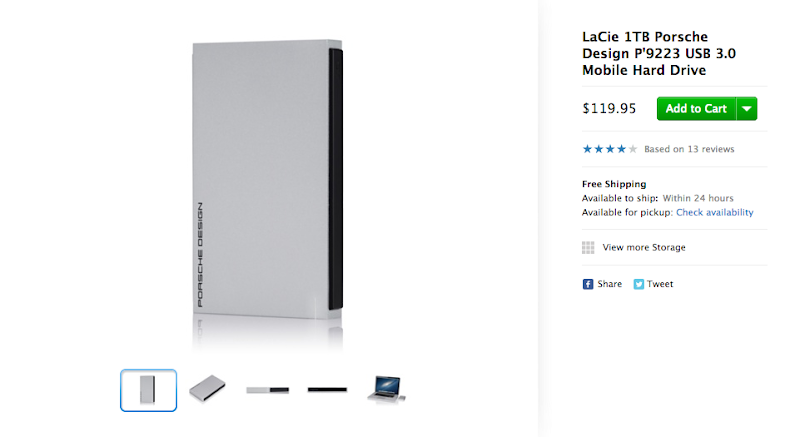 PORSCHE DESIGN
LaCie 1TB Porsche
Design P'9223 USB 3.0
Mobile Hard Drive
$119.95
Add to Cart
Based on 13 reviews
Free Shipping
Available to ship: Within 24 hours
Available for pickup: Check availability
View more Storage
f Share Tweet